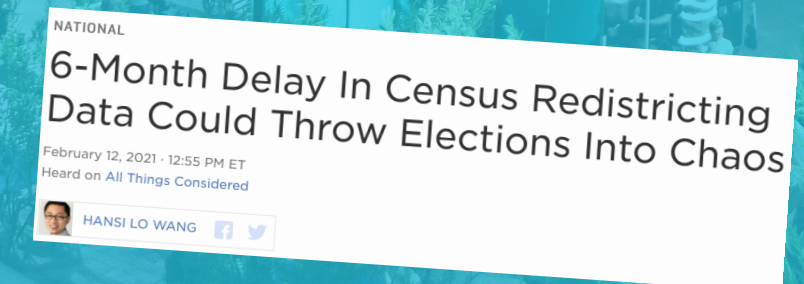 NATIONAL
6-Month Delay In Census Redistricting
Data Could Throw Elections Into Chaos
February 12, 2021 · 12:55 PM ET
Heard on All Things Considered
HANSI LO WANG